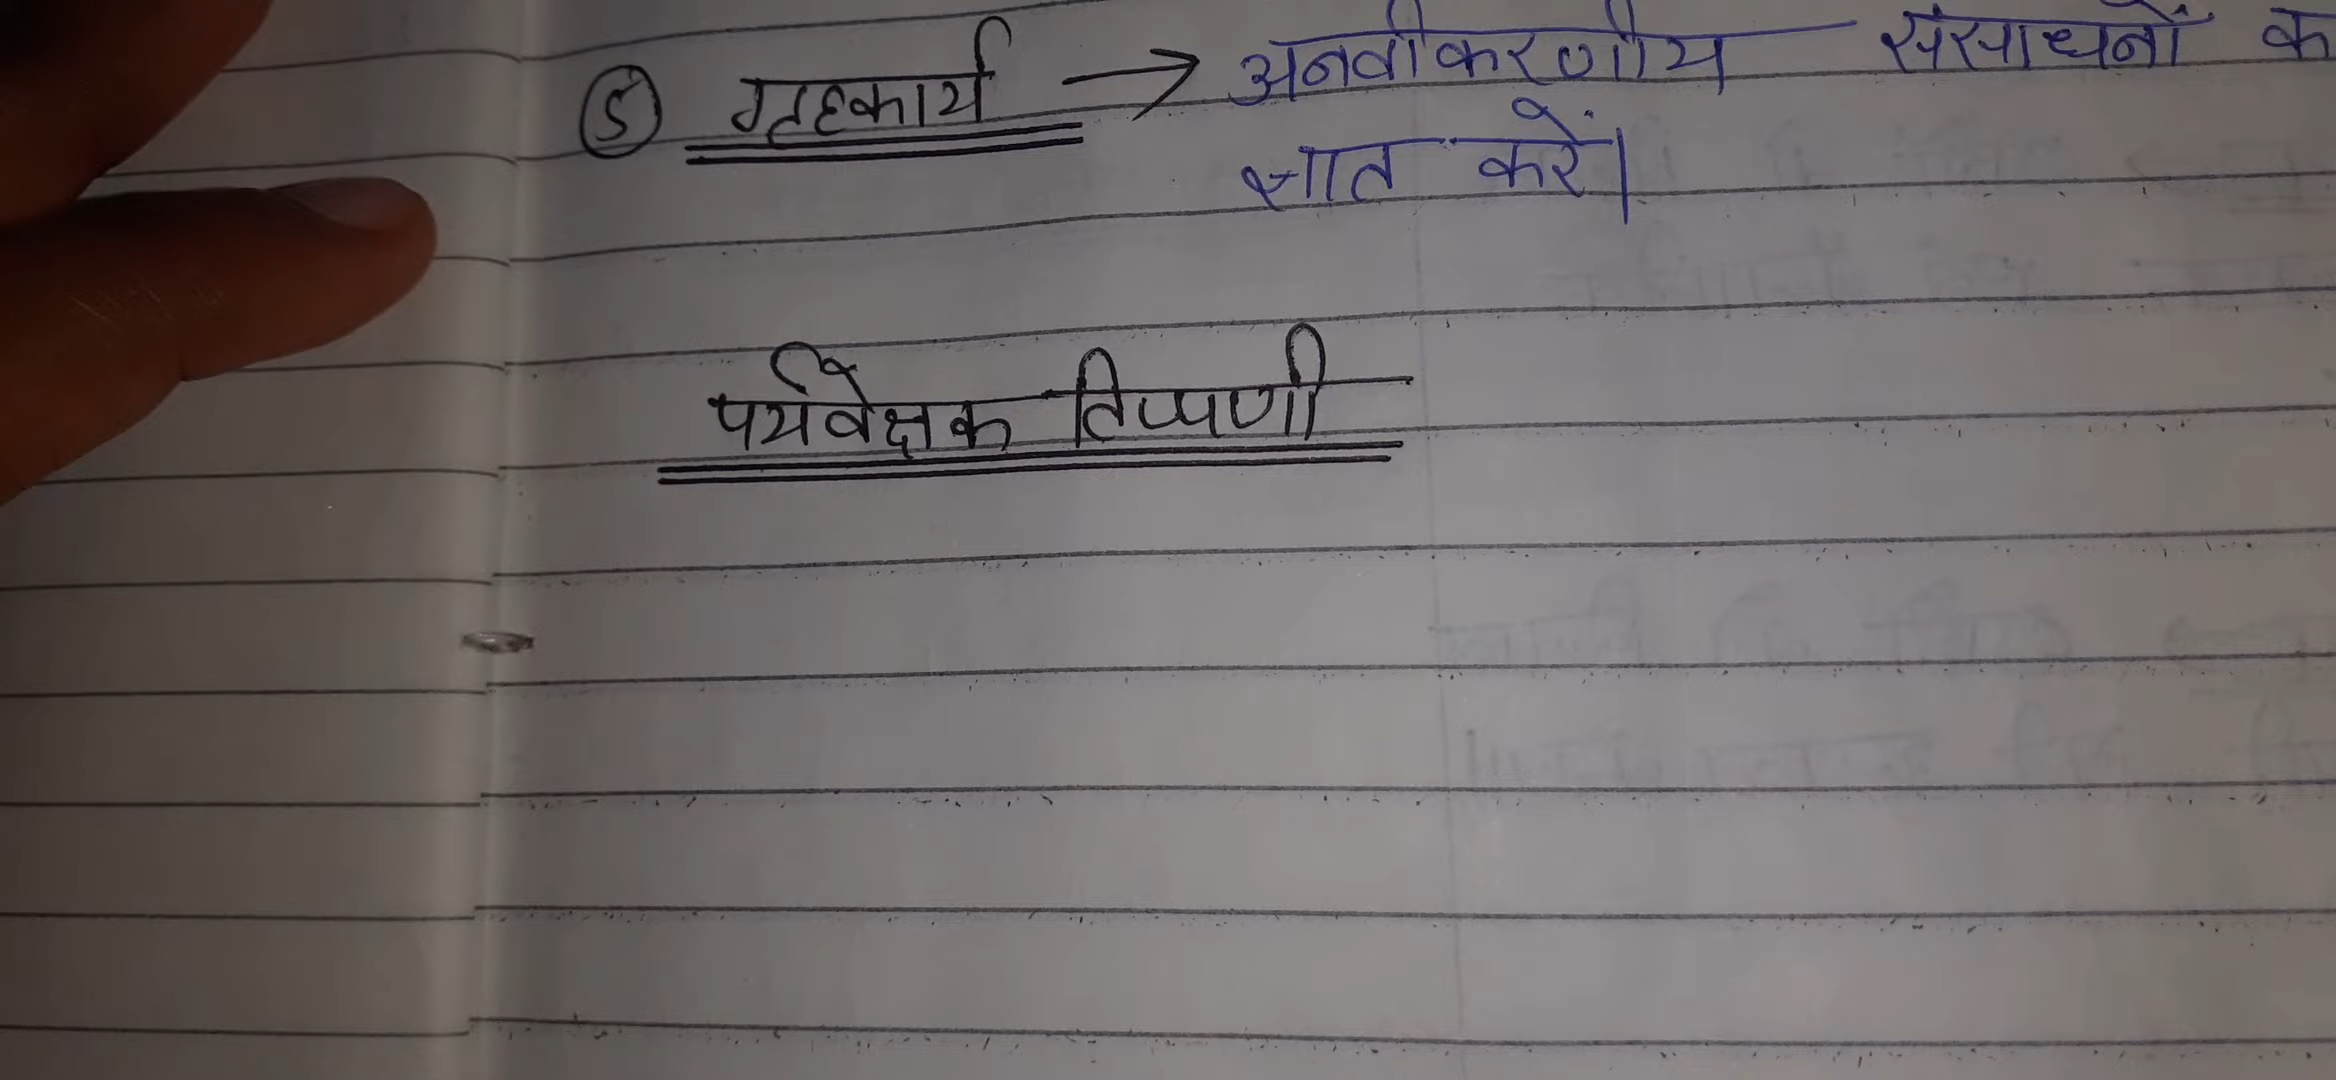 ⑤ गृहकार्य → अनवीकरणीय संसाधनों क
ज्ञात करें।
पर्यवेक्षक टिप्पणी